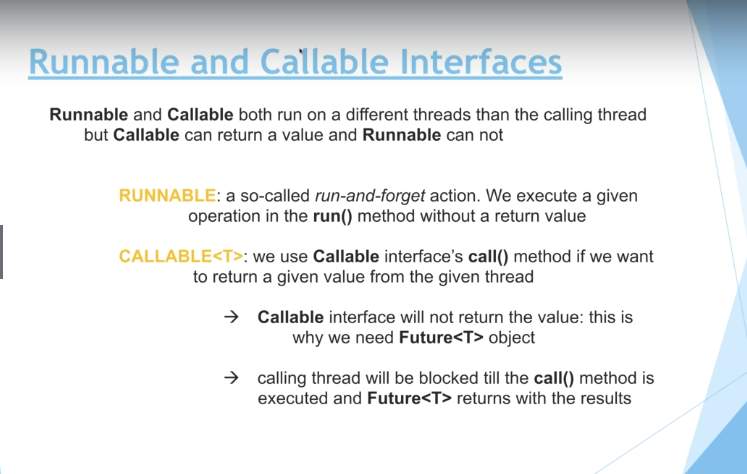 Runnable and Callable Interfaces
Runnable and Callable both run on a different threads than the calling thread
but Callable can return a value and Runnable can not
RUNNABLE: a so-called run-and-forget action. We execute a given
operation in the run() method without a return value
CALLABLE<T>: we use Callable interface's call() method if we want
to return a given value from the given thread
→ Callable interface will not return the value: this is
why we need Future<T> object
→ calling thread will be blocked till the call() method is
executed and Future<T> returns with the results